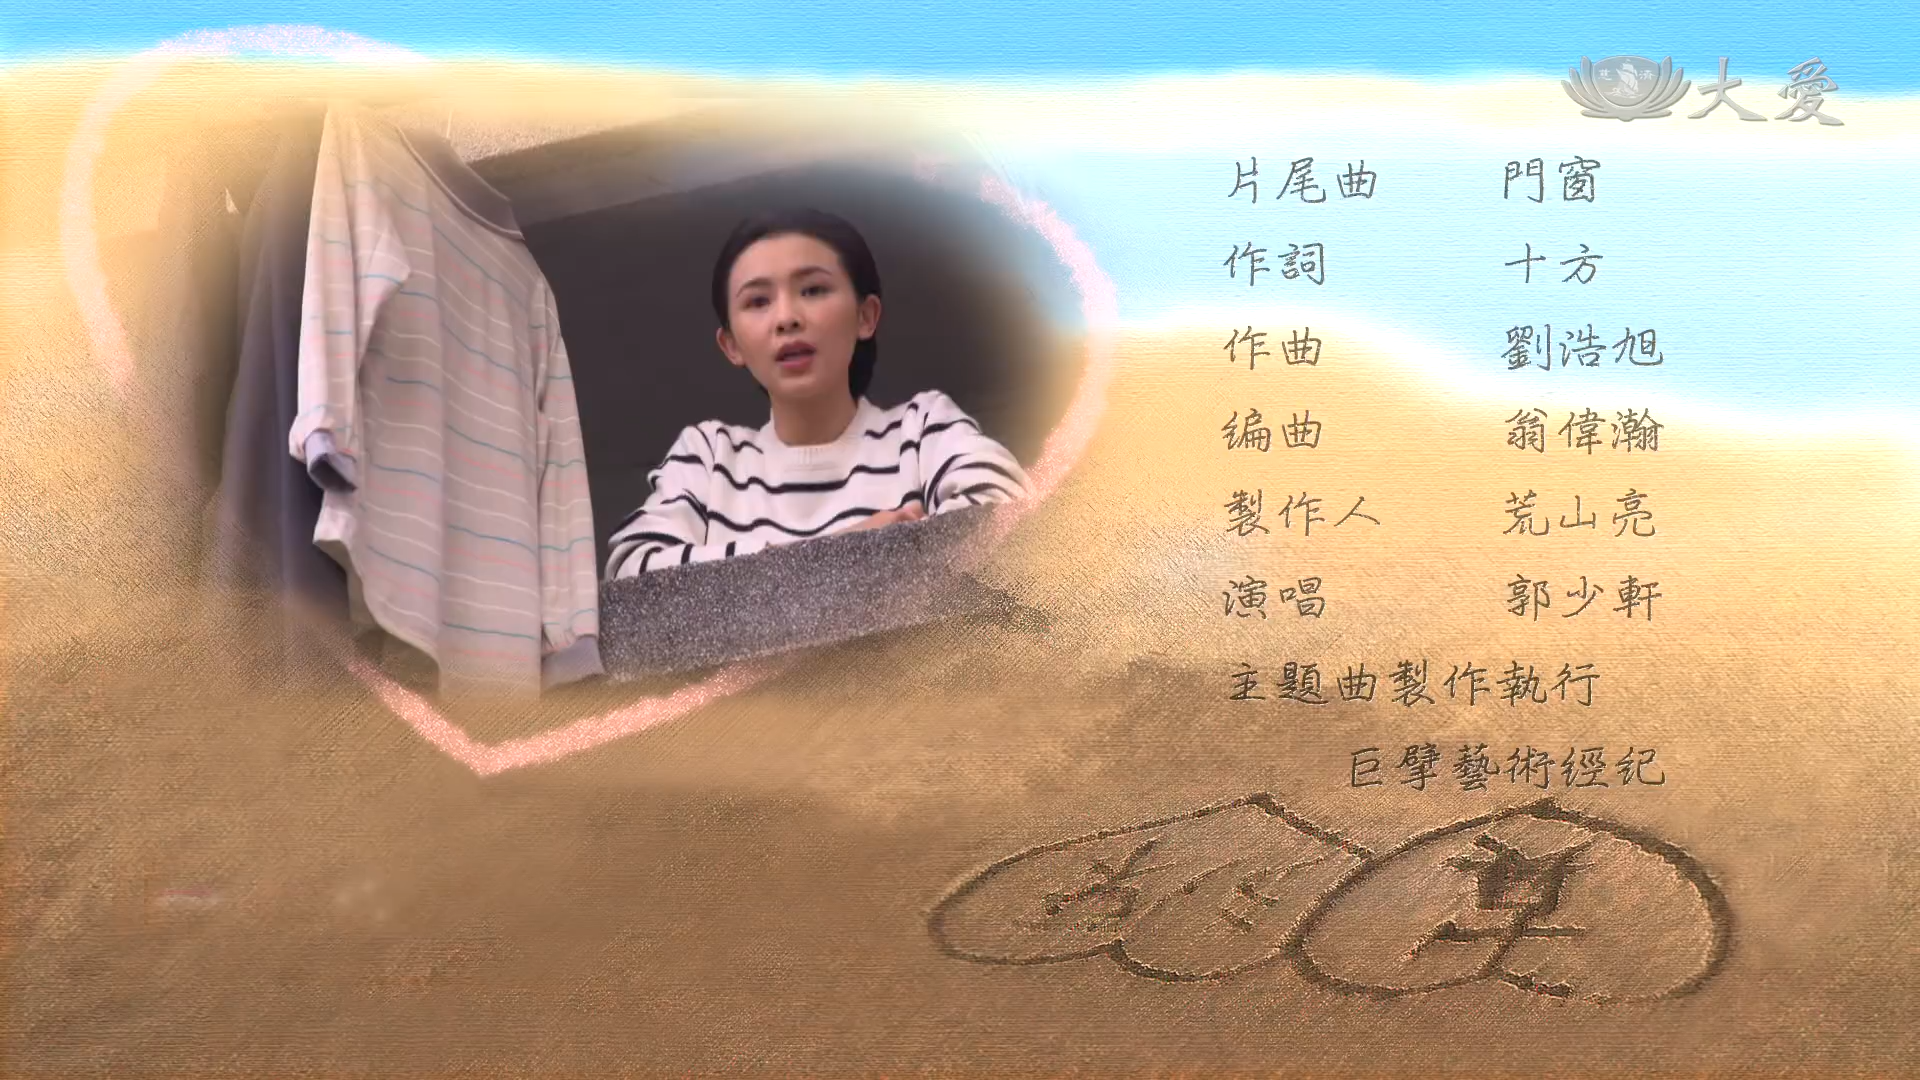 大愛
片尾曲 門窗
作詞 十方
作曲 劉浩旭
編曲 翁偉瀚
製作人 荒山亮
演唱 郭少軒
主題曲製作執行
巨擘藝術經紀